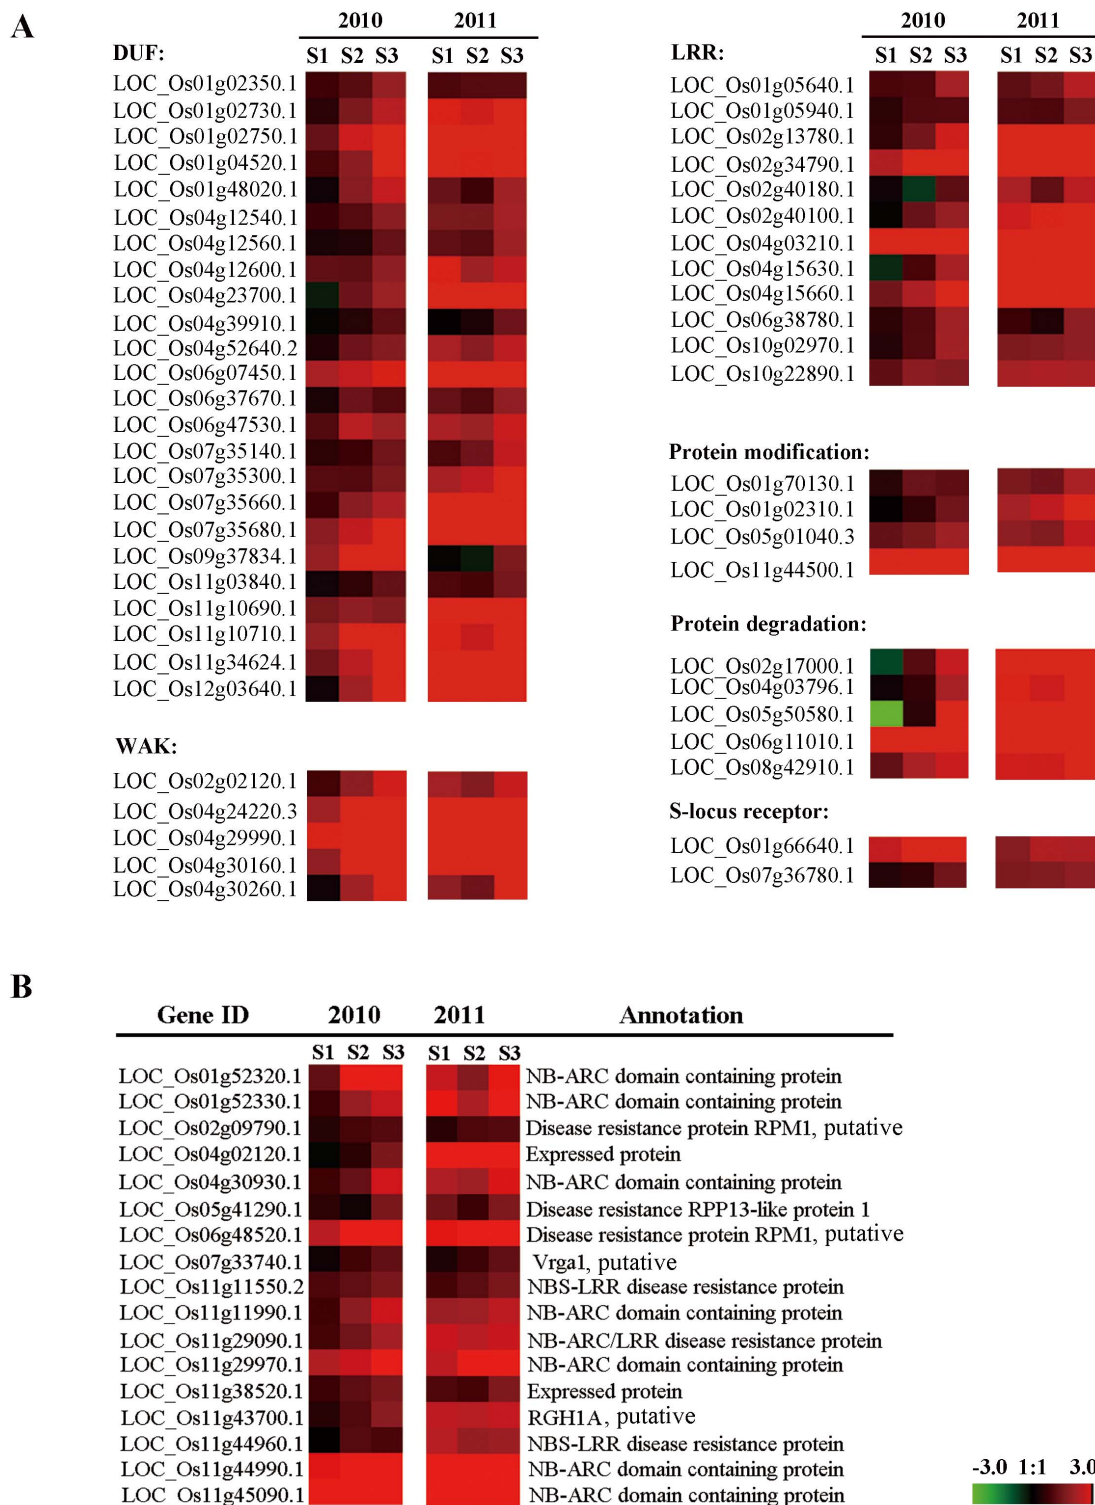 A
2010 2011
DUF: S1 S2 S3 S1 S2 S3
LOC_Os01g02350.1
LOC_Os01g02730.1
LOC_Os01g02750.1
LOC_Os01g04520.1
LOC_Os01g48020.1
LOC_Os04g12540.1
LOC_Os04g12560.1
LOC_Os04g12600.1
LOC_Os04g23700.1
LOC_Os04g39910.1
LOC_Os04g52640.2
LOC_Os06g07450.1
LOC_Os06g37670.1
LOC_Os06g47530.1
LOC_Os07g35140.1
LOC_Os07g35300.1
LOC_Os07g35660.1
LOC_Os07g35680.1
LOC_Os09g37834.1
LOC_Os11g03840.1
LOC_Os11g10690.1
LOC_Os11g10710.1
LOC_Os11g34624.1
LOC_Os12g03640.1
WAK:
LOC_Os02g02120.1
LOC_Os04g24220.3
LOC_Os04g29990.1
LOC_Os04g30160.1
LOC_Os04g30260.1
2010 2011
LRR: S1 S2 S3 S1 S2 S3
LOC_Os01g05640.1
LOC_Os01g05940.1
LOC_Os02g13780.1
LOC_Os02g34790.1
LOC_Os02g40180.1
LOC_Os02g40100.1
LOC_Os04g03210.1
LOC_Os04g15630.1
LOC_Os04g15660.1
LOC_Os06g38780.1
LOC_Os10g02970.1
LOC_Os10g22890.1
Protein modification:
LOC_Os01g70130.1
LOC_Os01g02310.1
LOC_Os05g01040.3
LOC_Os11g44500.1
Protein degradation:
LOC_Os02g17000.1
LOC_Os04g03796.1
LOC_Os05g50580.1
LOC_Os06g11010.1
LOC_Os08g42910.1
S-locus receptor:
LOC_Os01g66640.1
LOC_Os07g36780.1
B
Gene ID 2010 2011 Annotation
S1 S2 S3 S1 S2 S3
LOC_Os01g52320.1 NB-ARC domain containing protein
LOC_Os01g52330.1 NB-ARC domain containing protein
LOC_Os02g09790.1 Disease resistance protein RPM1, putative
LOC_Os04g02120.1 Expressed protein
LOC_Os04g30930.1 NB-ARC domain containing protein
LOC_Os05g41290.1 Disease resistance RPP13-like protein 1
LOC_Os06g48520.1 Disease resistance protein RPM1, putative
LOC_Os07g33740.1 Vrga1, putative
LOC_Os11g11550.2 NBS-LRR disease resistance protein
LOC_Os11g11990.1 NB-ARC domain containing protein
LOC_Os11g29090.1 NB-ARC/LRR disease resistance protein
LOC_Os11g29970.1 NB-ARC domain containing protein
LOC_Os11g38520.1 Expressed protein
LOC_Os11g43700.1 RGH1A, putative
LOC_Os11g44960.1 NBS-LRR disease resistance protein
LOC_Os11g44990.1 NB-ARC domain containing protein
LOC_Os11g45090.1 NB-ARC domain containing protein
-3.0 1:1 3.0